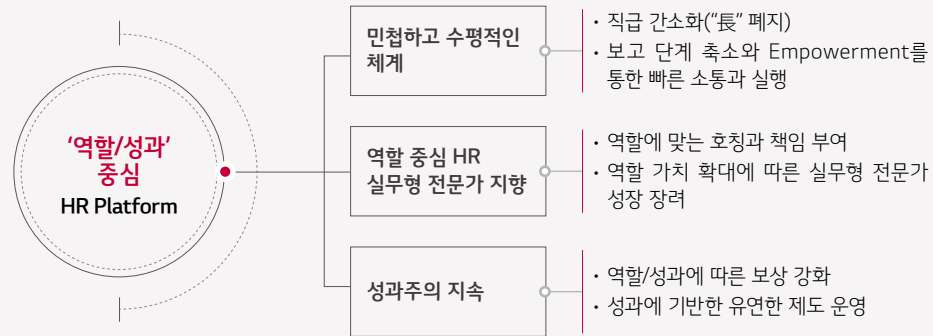 ‘역할/성과’
중심
HR Platform
민첩하고 수평적인
체계
· 직급 간소화(“長” 폐지)
· 보고 단계 축소와 Empowerment를
통한 빠른 소통과 실행
역할 중심 HR
실무형 전문가 지향
· 역할에 맞는 호칭과 책임 부여
· 역할 가치 확대에 따른 실무형 전문가
성장 장려
성과주의 지속
· 역할/성과에 따른 보상 강화
· 성과에 기반한 유연한 제도 운영